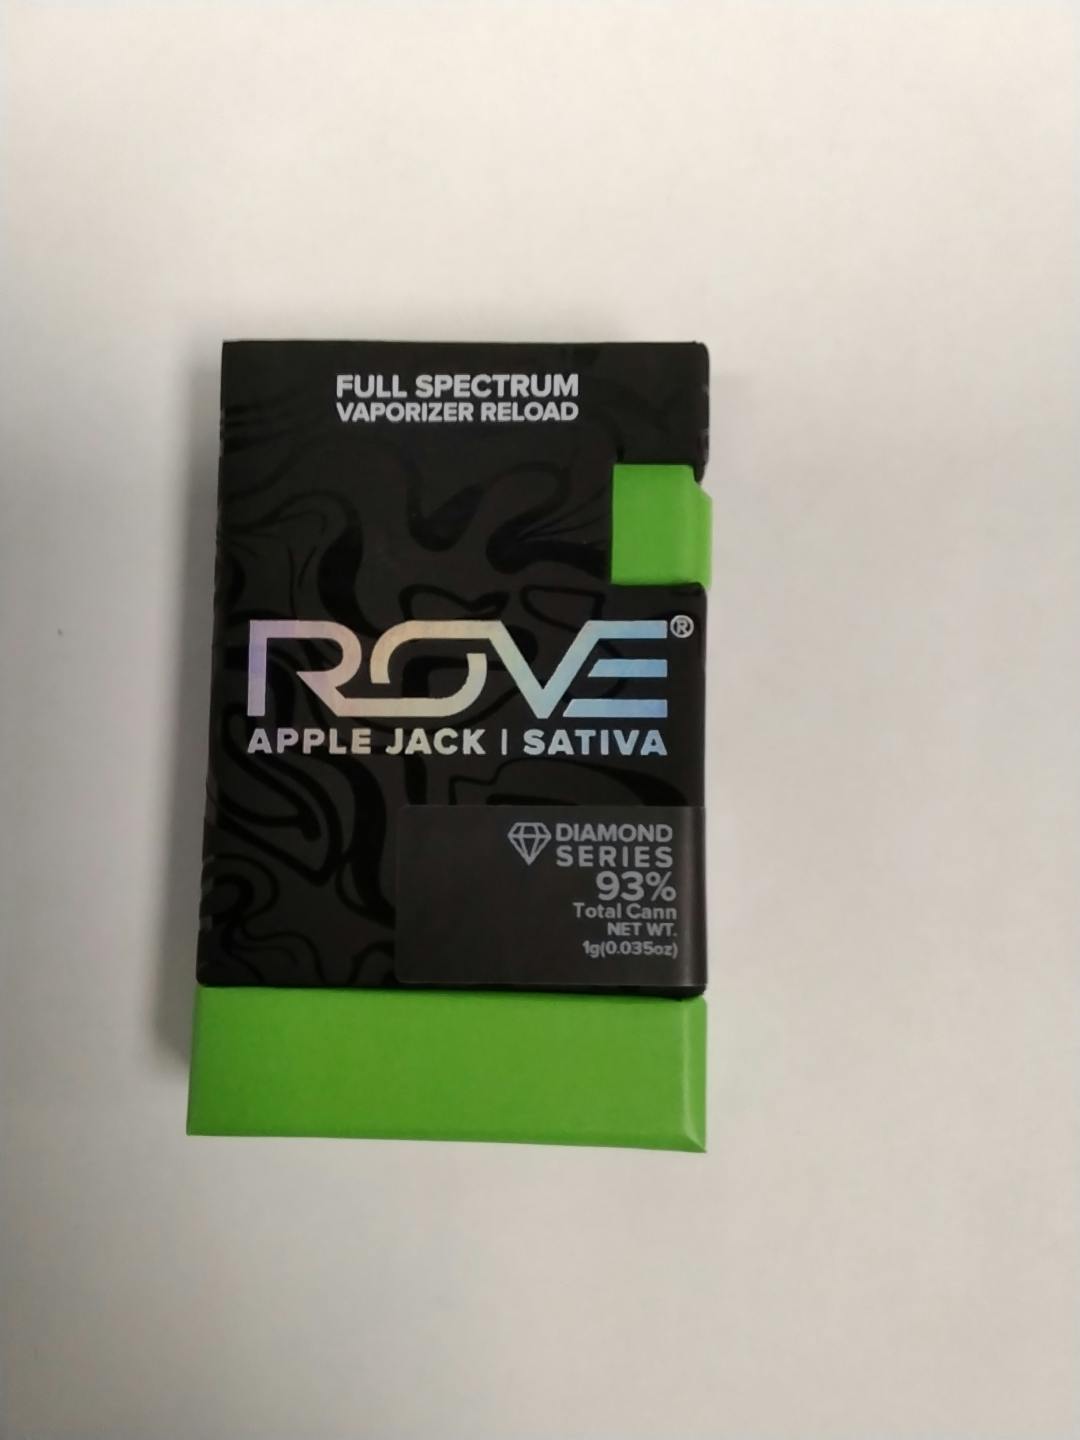 FULL SPECTRUM
VAPORIZER RELOAD
ROVE®
APPLE JACK | SATIVA
DIAMOND
SERIES
93%
Total Cann
NET WT.
1g(0.035oz)